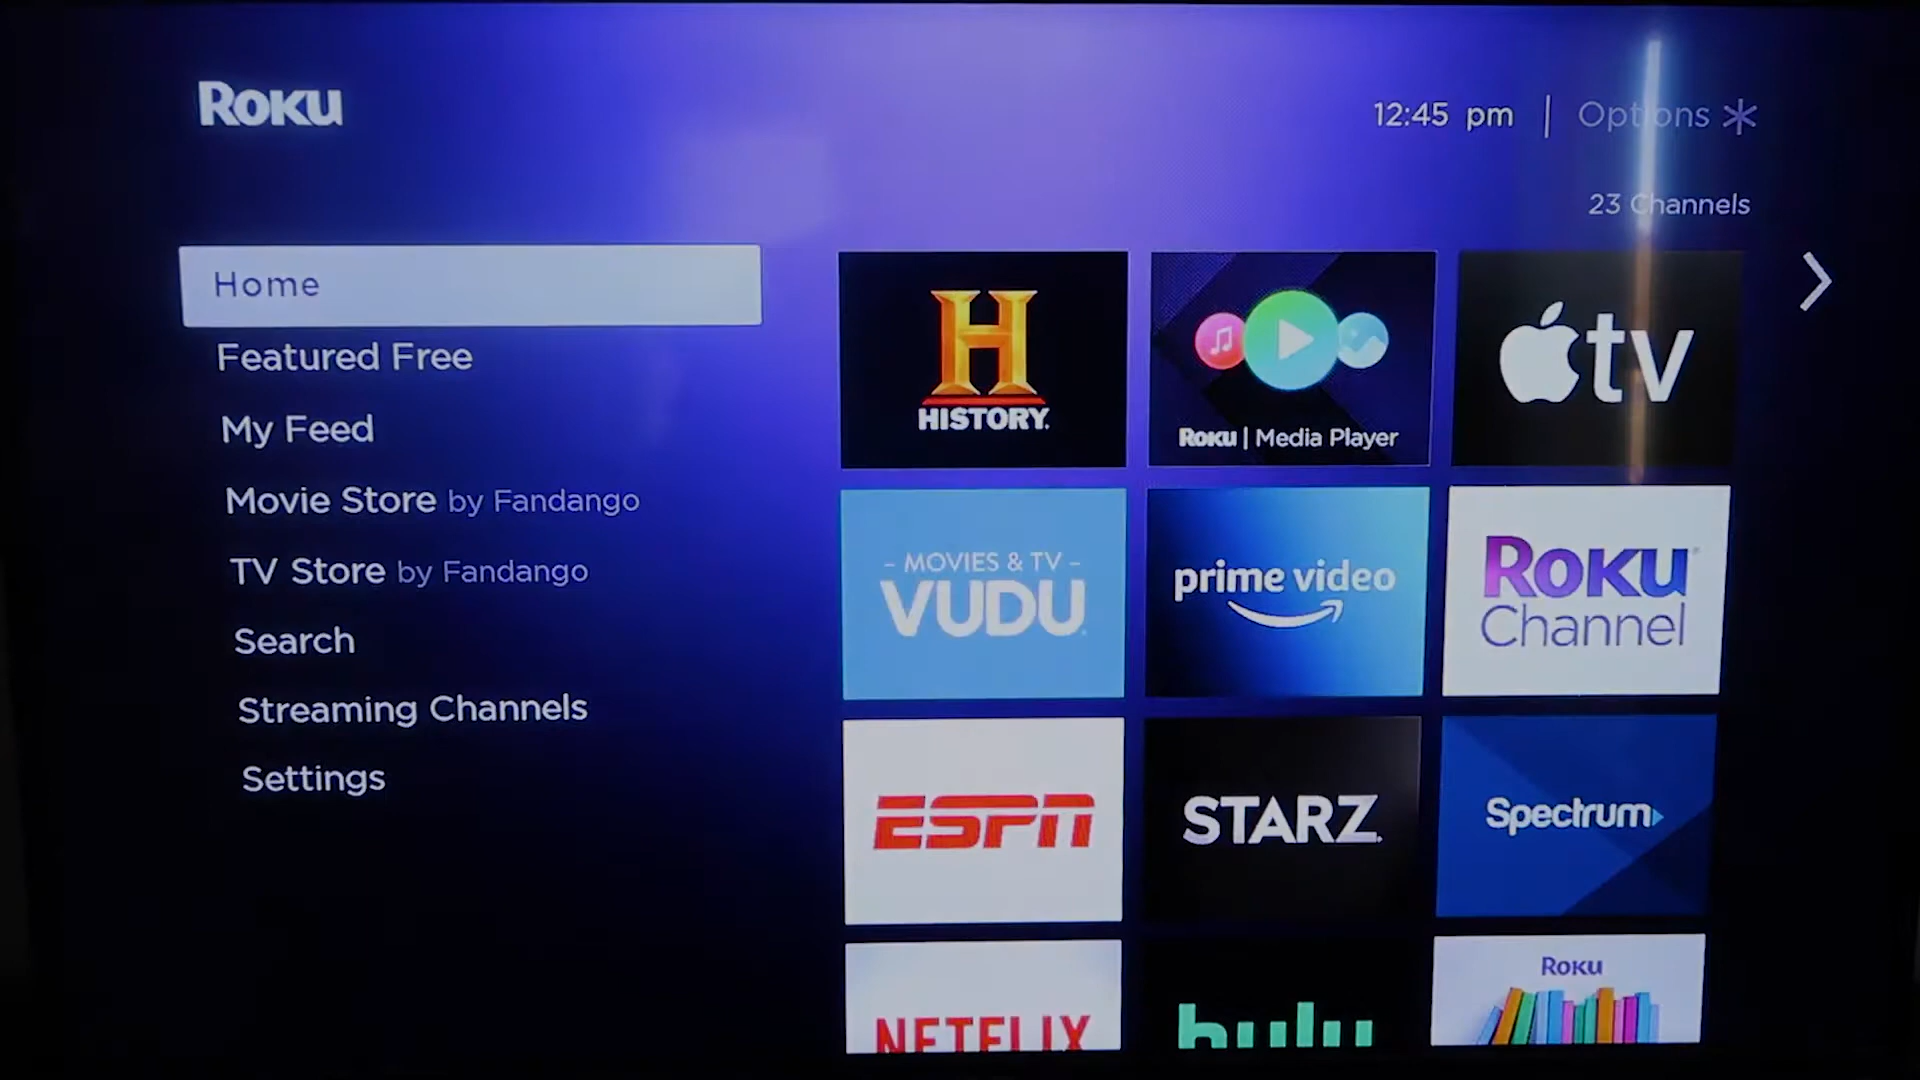 Roku
12:45 pm | Options *
23 Channels
Home
Featured Free
My Feed
Movie Store by Fandango
TV Store by Fandango
Search
Streaming Channels
Settings
H
HISTORY.
Roku | Media Player
tv
- MOVIES & TV -
VUDU
prime video
Roku
Channel
ESPN
STARZ
Spectrum
NETFLIX
hulu
Roku